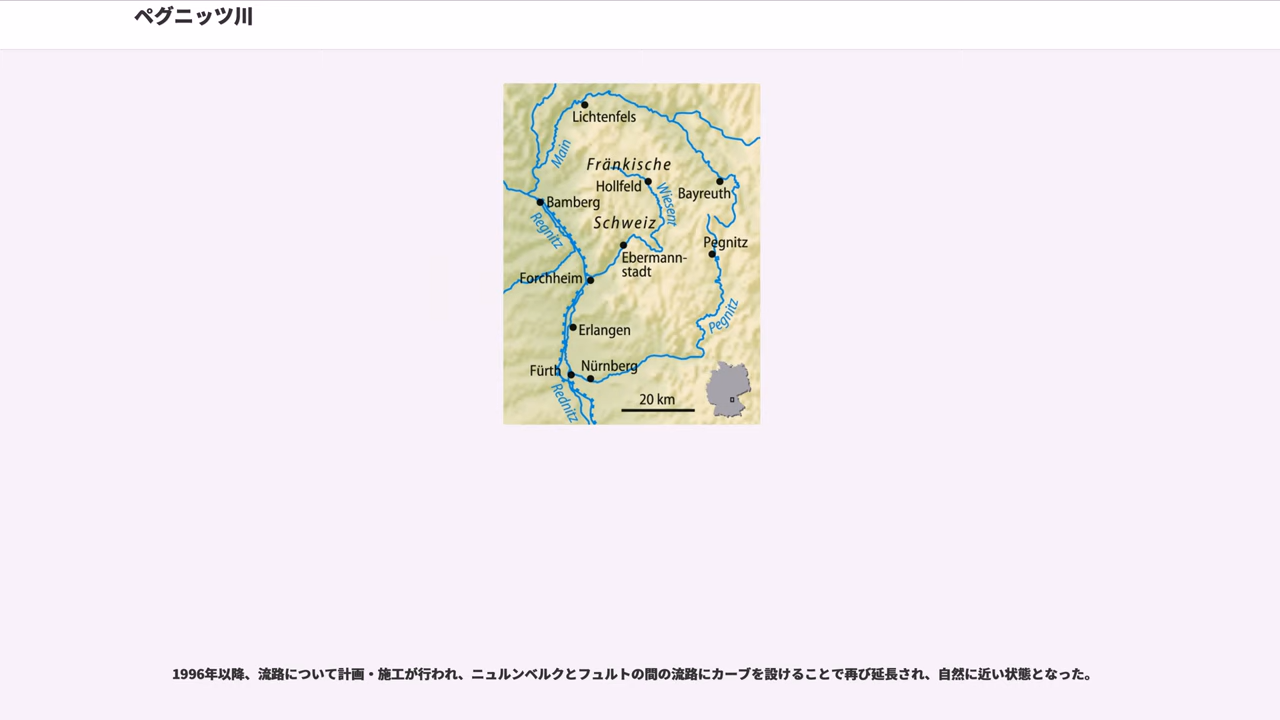 ペグニッツ川
Lichtenfels
Main
Fränkische
Hollfeld
Wiesent
Bayreuth
Bamberg
Regnitz
Schweiz
Pegnitz
Ebermann-
stadt
Forchheim
Pegnitz
Erlangen
Fürth
Nürnberg
Rednitz
20 km
1996年以降、流路について計画・施工が行われ、ニュルンベルクとフュルトの間の流路にカーブを設けることで再び延長され、自然に近い状態となった。